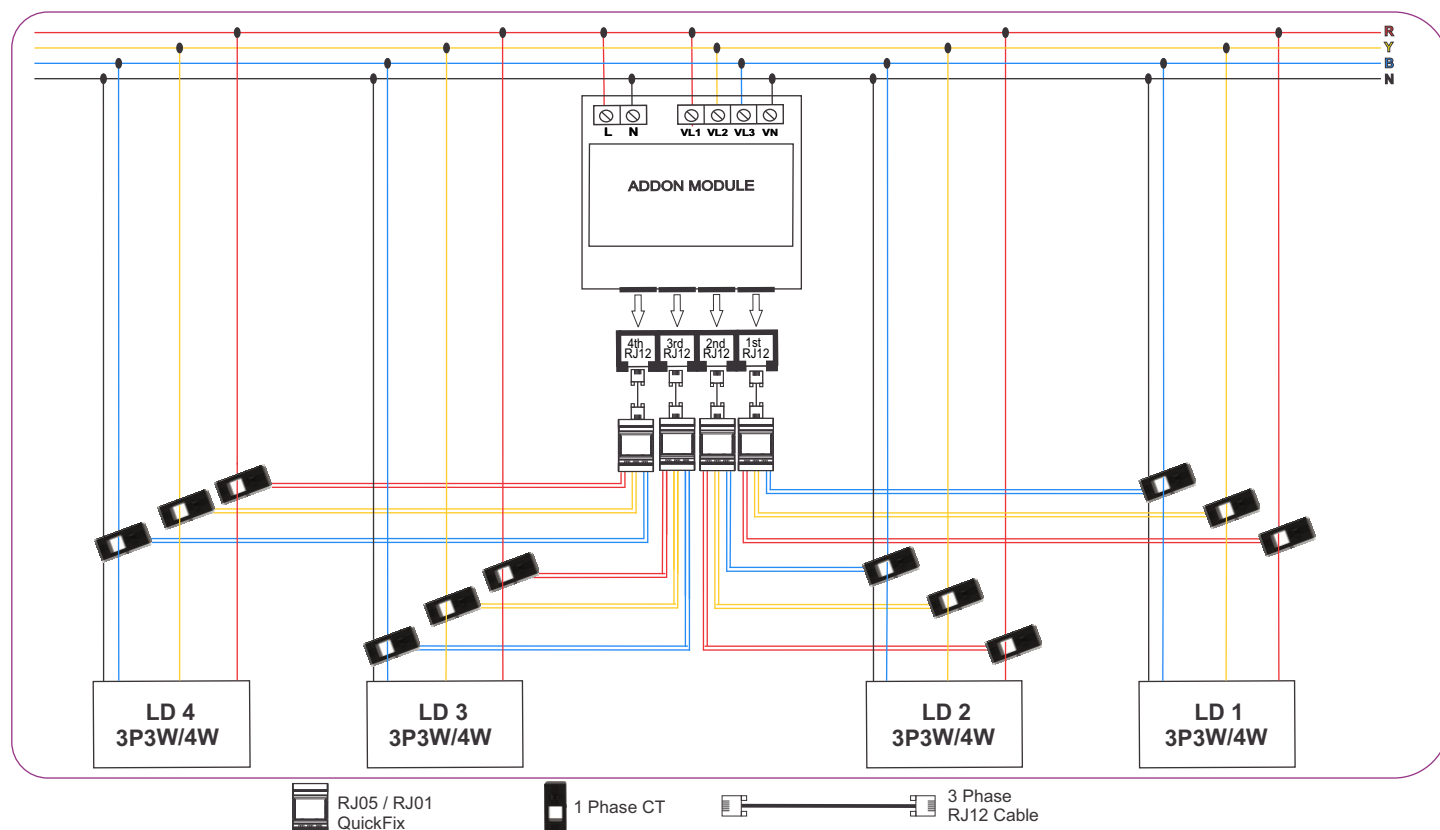 R
Y
B
N
L N VL1 VL2 VL3 VN
ADDON MODULE
4th RJ12
3rd RJ12
2nd RJ12
1st RJ12
LD 4
3P3W/4W
LD 3
3P3W/4W
LD 2
3P3W/4W
LD 1
3P3W/4W
RJ05 / RJ01
QuickFix
1 Phase CT
3 Phase
RJ12 Cable